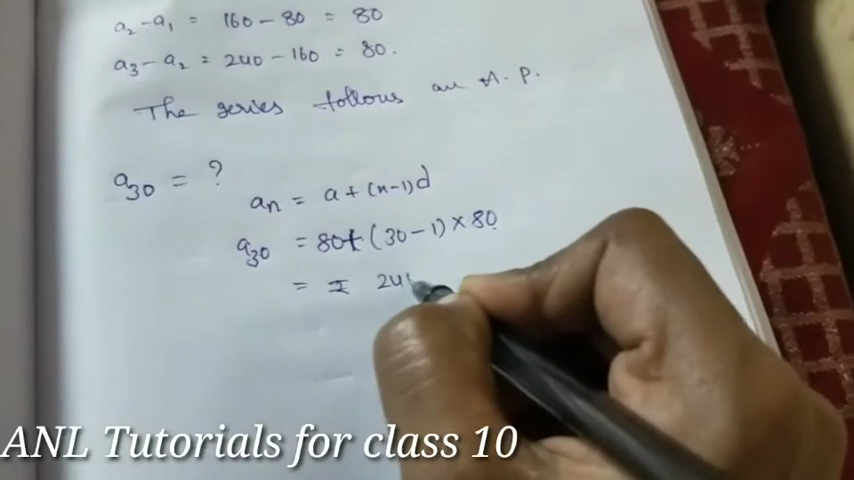 a₂-a₁ = 160-80 = 80
a₃-a₂ = 240-160 = 80.
The series follows an A.P.
a₃₀ = ?
aₙ = a+(n-1)d
a₃₀ = 80+(30-1)×80
= = 24
ANL Tutorials for class 10